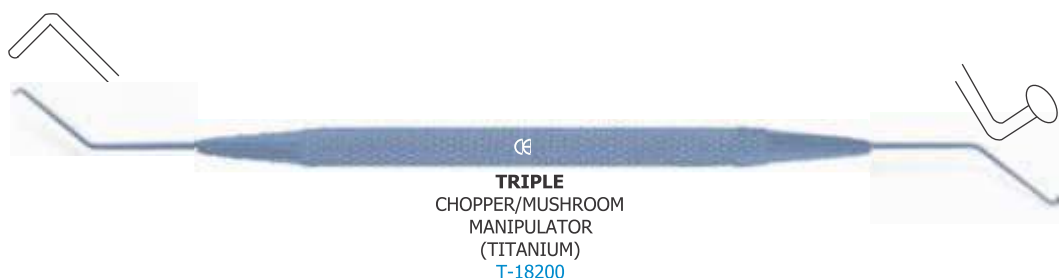 CE
TRIPLE
CHOPPER/MUSHROOM
MANIPULATOR
(TITANIUM)
T-18200